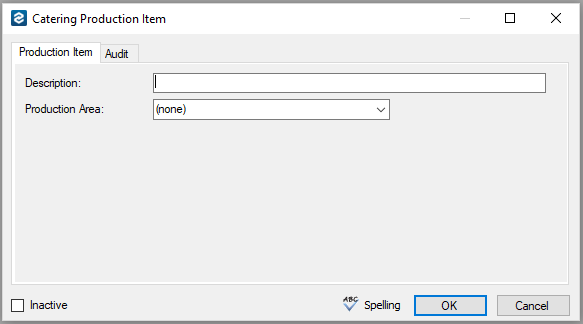 Catering Production Item
Production Item Audit
Description:
Production Area: (none)
Inactive ABC Spelling OK Cancel